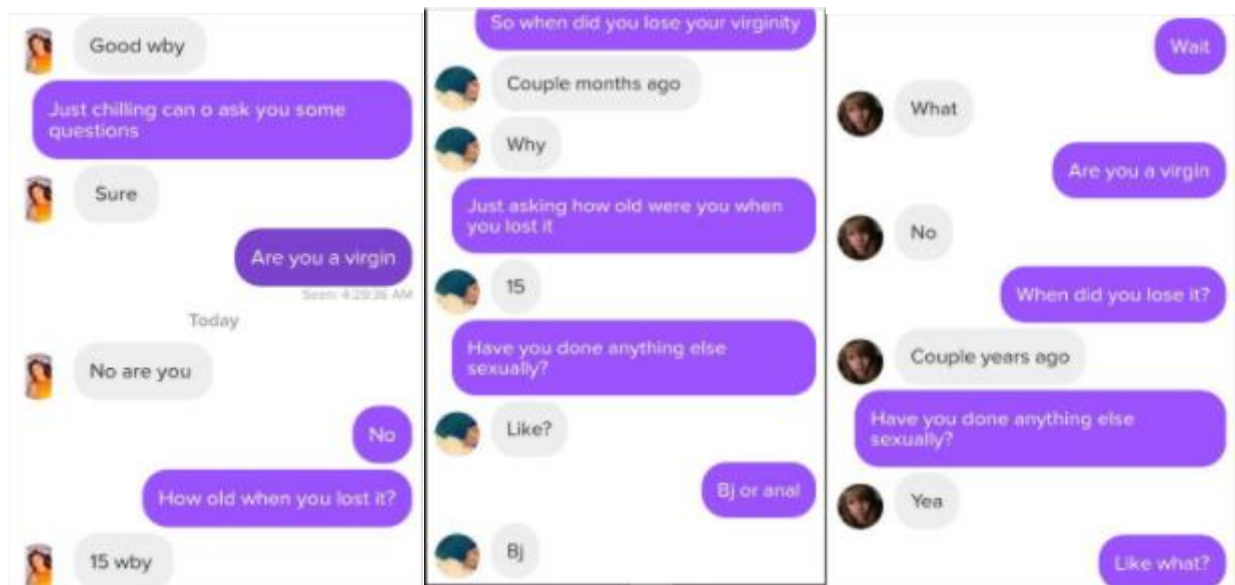 Good wby
Just chilling can o ask you some
questions
Sure
Are you a virgin
Seen 4:29:36 AM
Today
No are you
No
How old when you lost it?
15 wby
So when did you lose your virginity
Couple months ago
Why
Just asking how old were you when
you lost it
15
Have you done anything else
sexually?
Like?
Bj or anal
Bj
Wait
What
Are you a virgin
No
When did you lose it?
Couple years ago
Have you done anything else
sexually?
Yea
Like what?